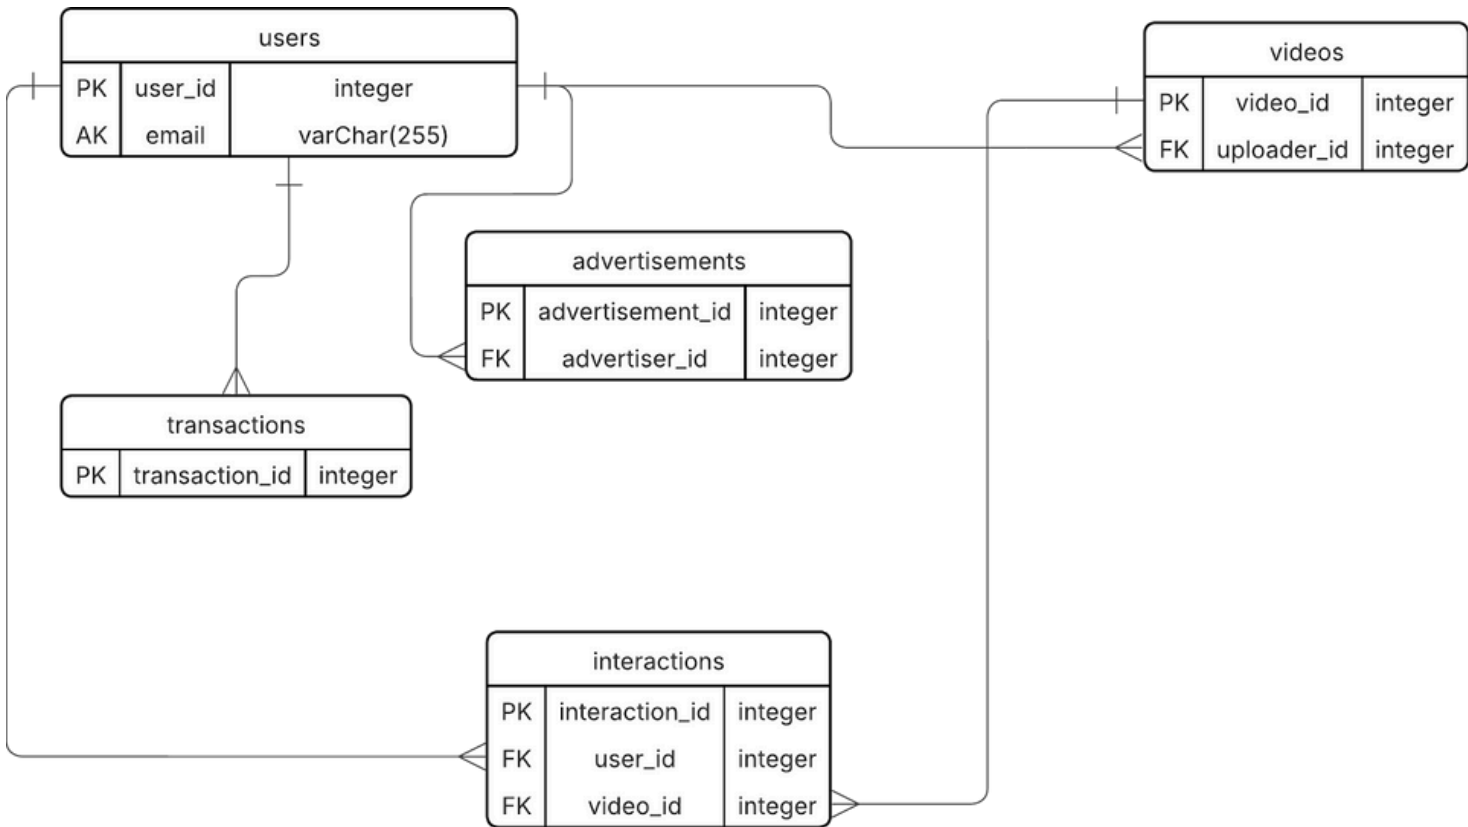 users
PK user_id integer
AK email varChar(255)
videos
PK video_id integer
FK uploader_id integer
advertisements
PK advertisement_id integer
FK advertiser_id integer
transactions
PK transaction_id integer
interactions
PK interaction_id integer
FK user_id integer
FK video_id integer